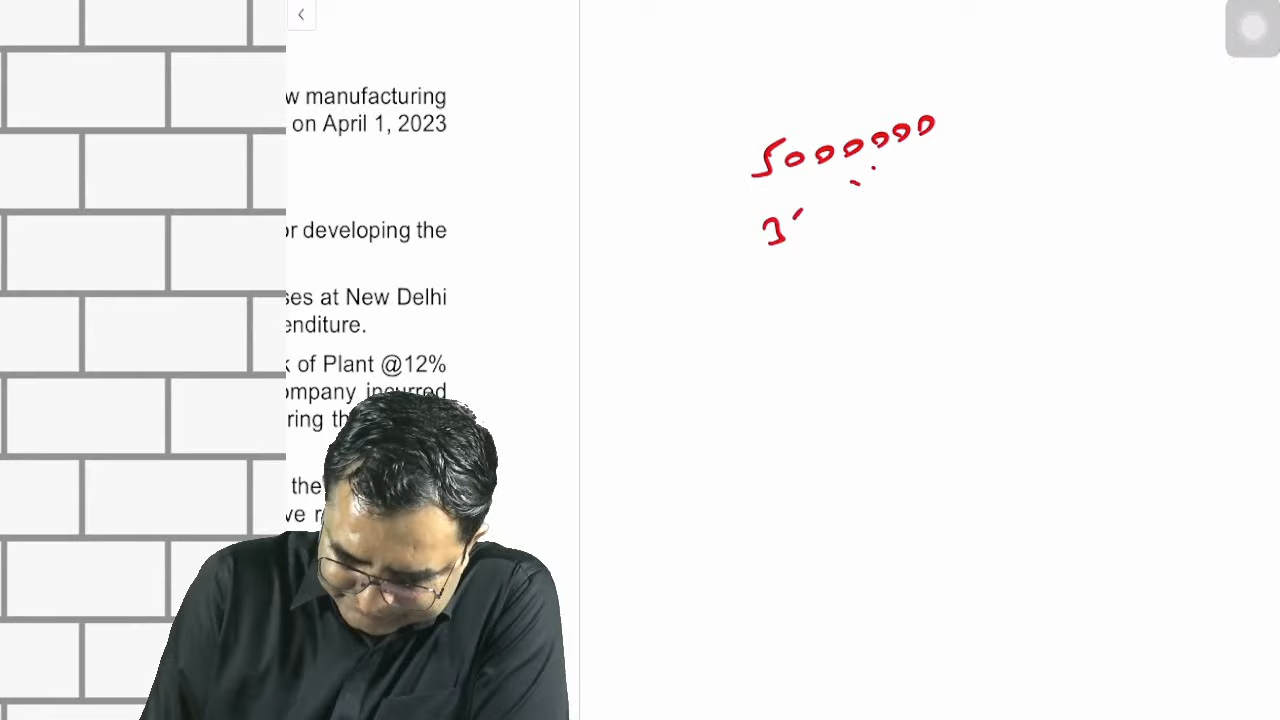 w manufacturing
on April 1, 2023
or developing the
ses at New Delhi
enditure.
k of Plant @12%
ompany incurred
ring th
the
ve r
5000000
3